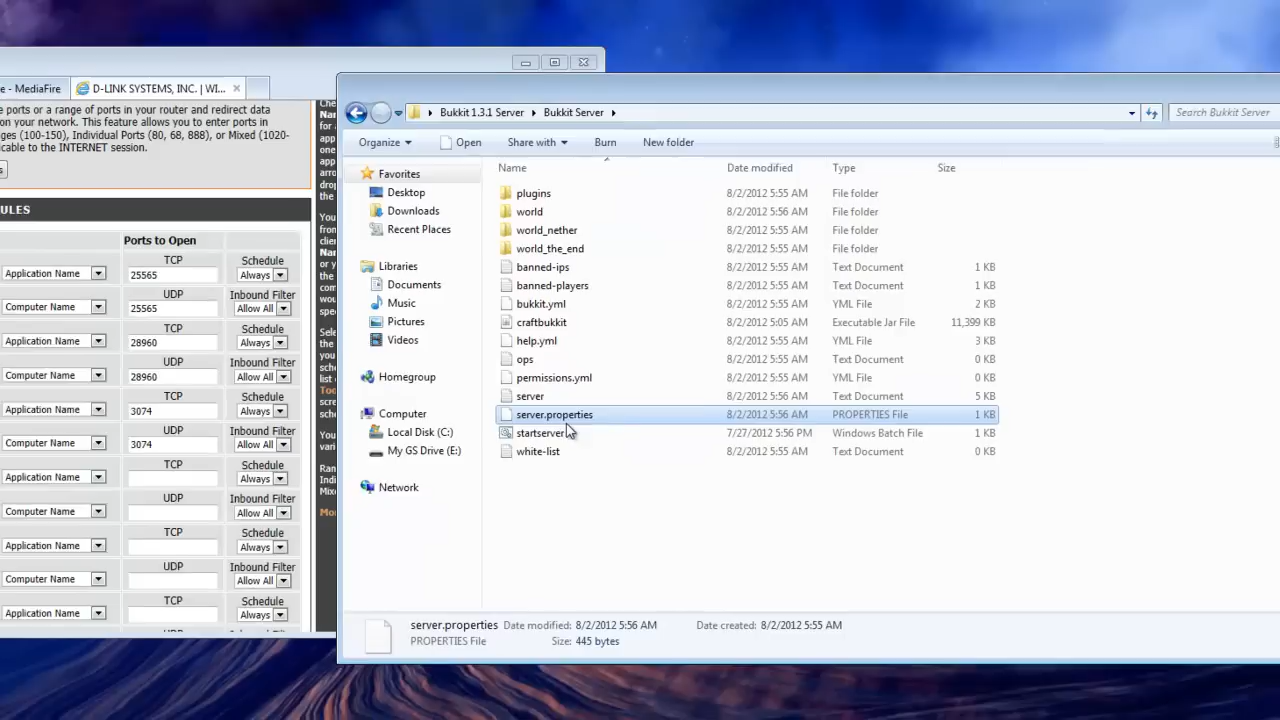 e - MediaFire
D-LINK SYSTEMS, INC. | WI...
e ports or a range of ports in your router and redirect data
on your network. This feature allows you to enter ports in
nges (100-150), Individual Ports (80, 68, 888), or Mixed (1020-
icable to the INTERNET session.
s
ULES
Ports to Open
TCP
Schedule
Application Name
25565
Always
UDP
Inbound Filter
Computer Name
25565
Allow All
TCP
Schedule
Application Name
28960
Always
UDP
Inbound Filter
Computer Name
28960
Allow All
TCP
Schedule
Application Name
3074
Always
UDP
Inbound Filter
Computer Name
3074
Allow All
TCP
Schedule
Application Name
Always
UDP
Inbound Filter
Computer Name
Allow All
TCP
Schedule
Application Name
Always
UDP
Inbound Filter
Computer Name
Allow All
TCP
Schedule
Application Name
Always
Bukkit 1.3.1 Server
Bukkit Server
Search Bukkit Server
Organize
Open
Share with
Burn
New folder
Favorites
Desktop
Downloads
Recent Places
Libraries
Documents
Music
Pictures
Videos
Homegroup
Computer
Local Disk (C:)
My GS Drive (E:)
Network
Name Date modified Type Size
plugins 8/2/2012 5:55 AM File folder
world 8/2/2012 5:56 AM File folder
world_nether 8/2/2012 5:55 AM File folder
world_the_end 8/2/2012 5:55 AM File folder
banned-ips 8/2/2012 5:55 AM Text Document 1 KB
banned-players 8/2/2012 5:55 AM Text Document 1 KB
bukkit.yml 8/2/2012 5:55 AM YML File 2 KB
craftbukkit 8/2/2012 5:05 AM Executable Jar File 11,399 KB
help.yml 8/2/2012 5:55 AM YML File 3 KB
ops 8/2/2012 5:55 AM Text Document 0 KB
permissions.yml 8/2/2012 5:55 AM YML File 0 KB
server 8/2/2012 5:56 AM Text Document 5 KB
server.properties 8/2/2012 5:56 AM PROPERTIES File 1 KB
startserver 7/27/2012 5:56 PM Windows Batch File 1 KB
white-list 8/2/2012 5:55 AM Text Document 0 KB
server.properties Date modified: 8/2/2012 5:56 AM Date created: 8/2/2012 5:55 AM
PROPERTIES File Size: 445 bytes